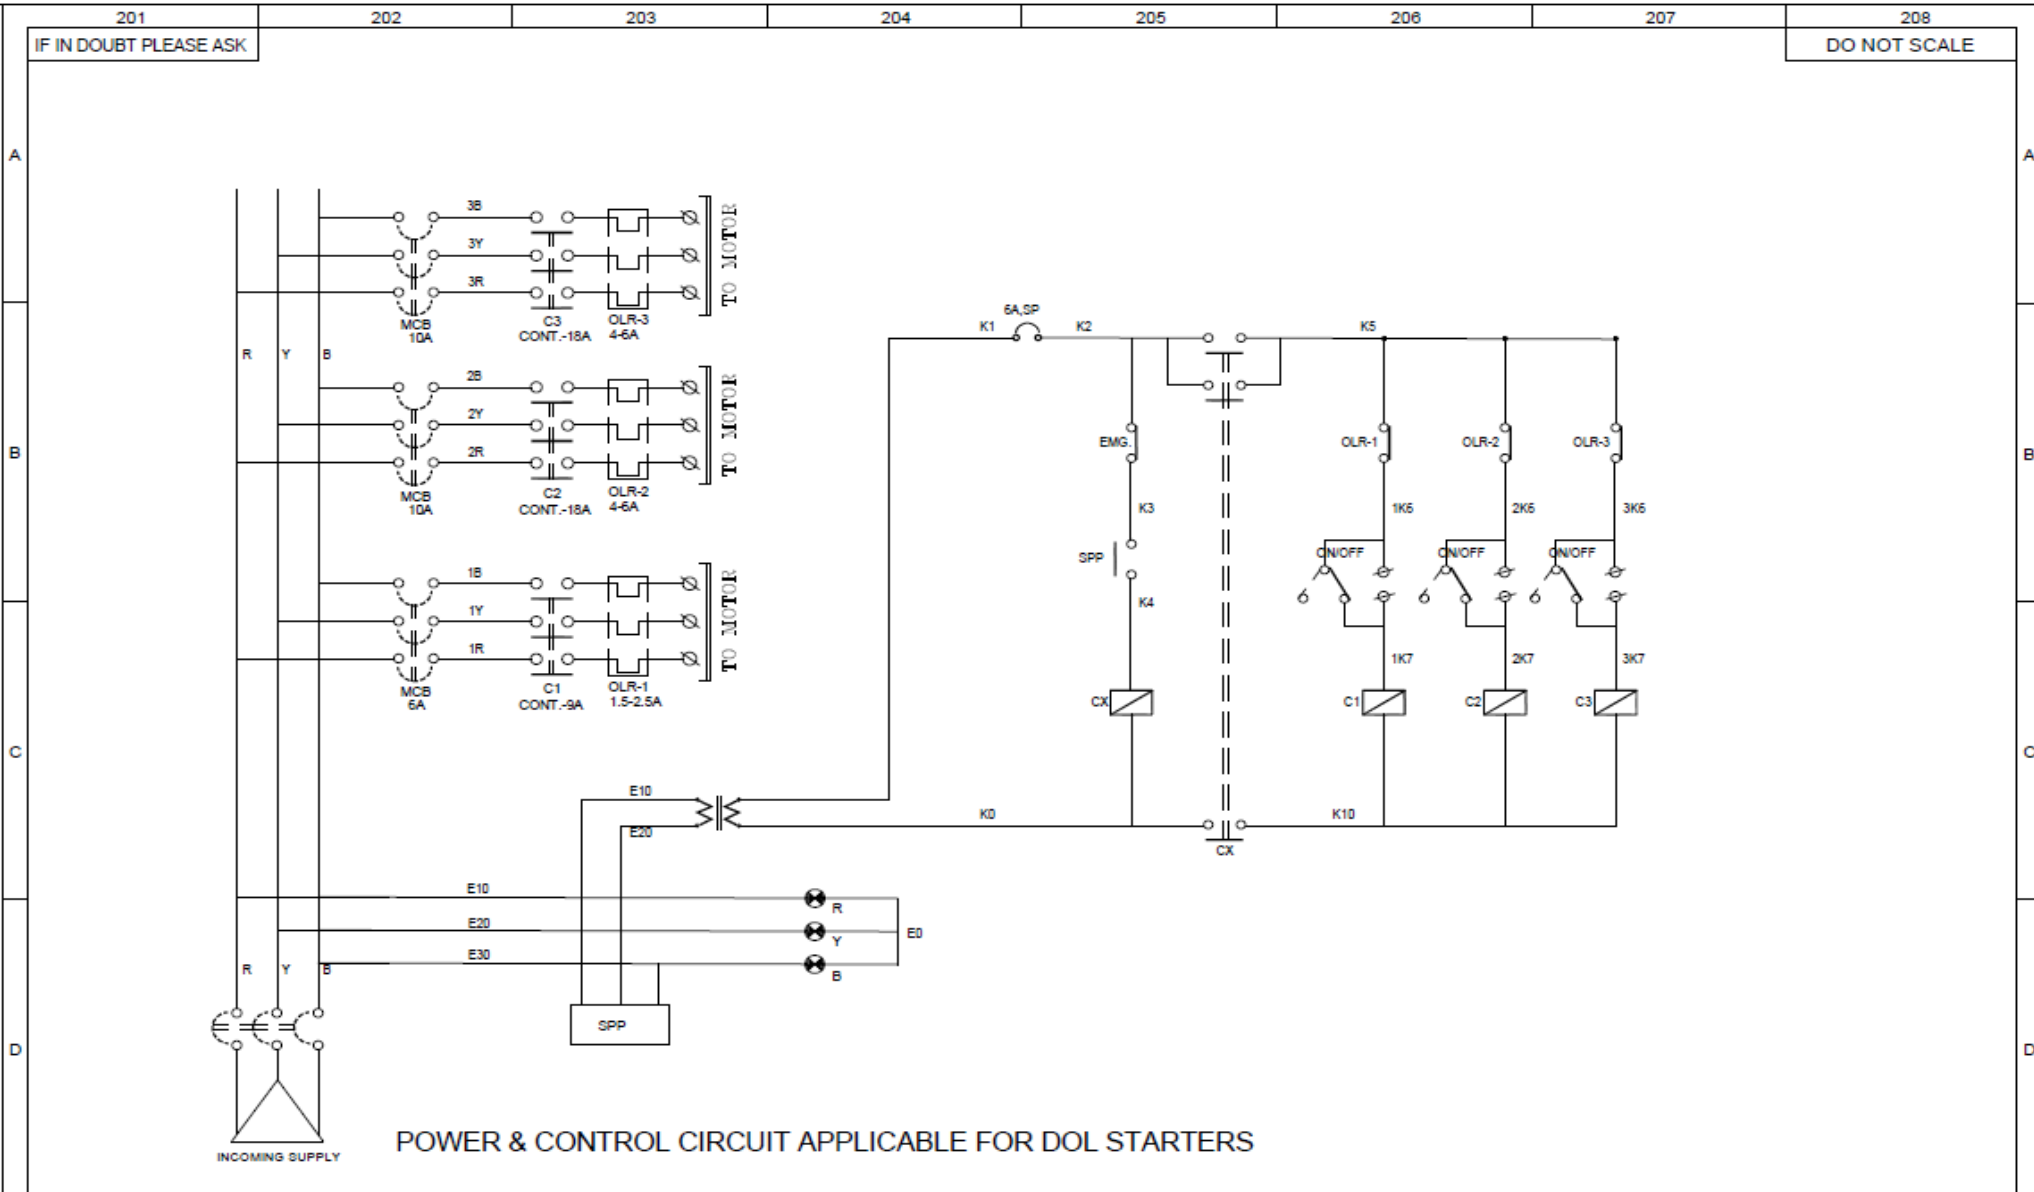 201 202 203 204 205 206 207 208
IF IN DOUBT PLEASE ASK
DO NOT SCALE
A
A
B
B
C
C
D
D
3B
3Y
3R
MCB
10A
C3
CONT.-18A
OLR-3
4-6A
TO MOTOR
R Y B
2B
2Y
2R
MCB
10A
C2
CONT.-18A
OLR-2
4-6A
TO MOTOR
1B
1Y
1R
MCB
6A
C1
CONT.-9A
OLR-1
1.5-2.5A
TO MOTOR
6A,SP
K1
K2
K5
EMG.
OLR-1
OLR-2
OLR-3
K3
1K6
2K6
3K6
SPP
ON/OFF
ON/OFF
ON/OFF
K4
1K7
2K7
3K7
CX
C1
C2
C3
E10
E20
K0
K10
CX
E10
R
E20
Y
E0
E30
B
R Y B
SPP
INCOMING SUPPLY
POWER & CONTROL CIRCUIT APPLICABLE FOR DOL STARTERS